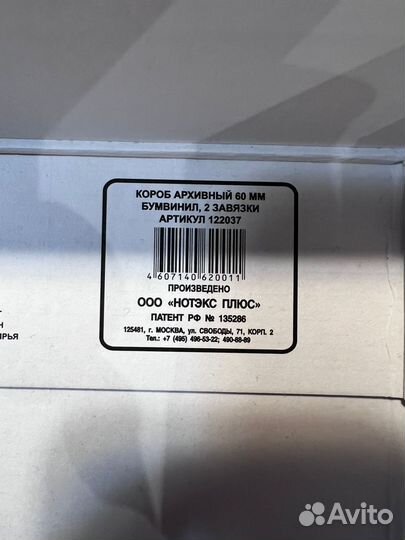 КОРОБ АРХИВНЫЙ 60 ММ
БУМВИНИЛ, 2 ЗАВЯЗКИ
АРТИКУЛ 122037
4 607140 620011
ПРОИЗВЕДЕНО
ООО «НОТЭКС ПЛЮС»
ПАТЕНТ РФ № 135286
125481, г. МОСКВА, ул. СВОБОДЫ, 71, КОРП. 2
Тел.: +7 (495) 496-53-22; 490-88-89
Avito